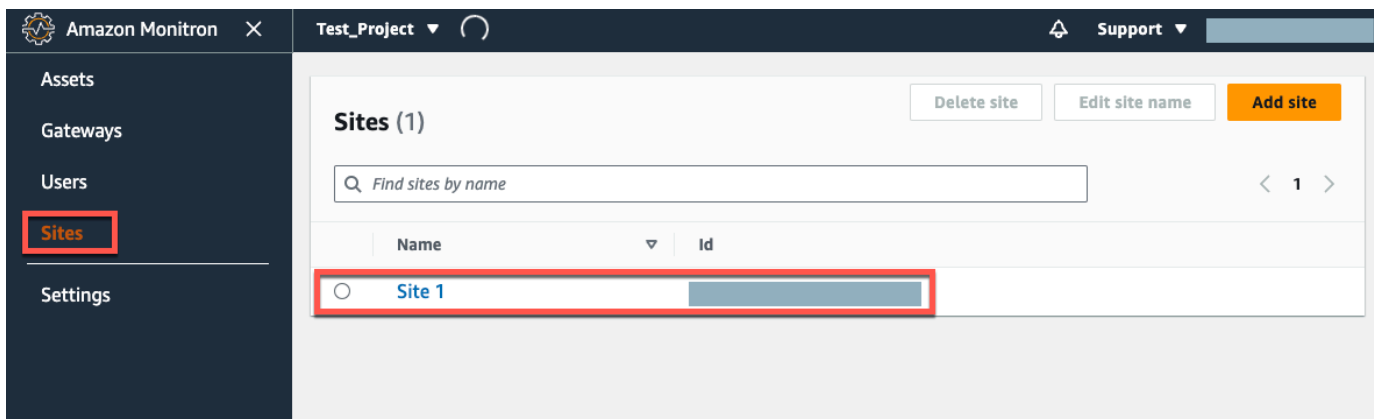 Amazon Monitron
Test_Project
Support
Assets
Gateways
Users
Sites
Settings
Sites (1)
Delete site
Edit site name
Add site
Find sites by name
1
Name
Id
Site 1